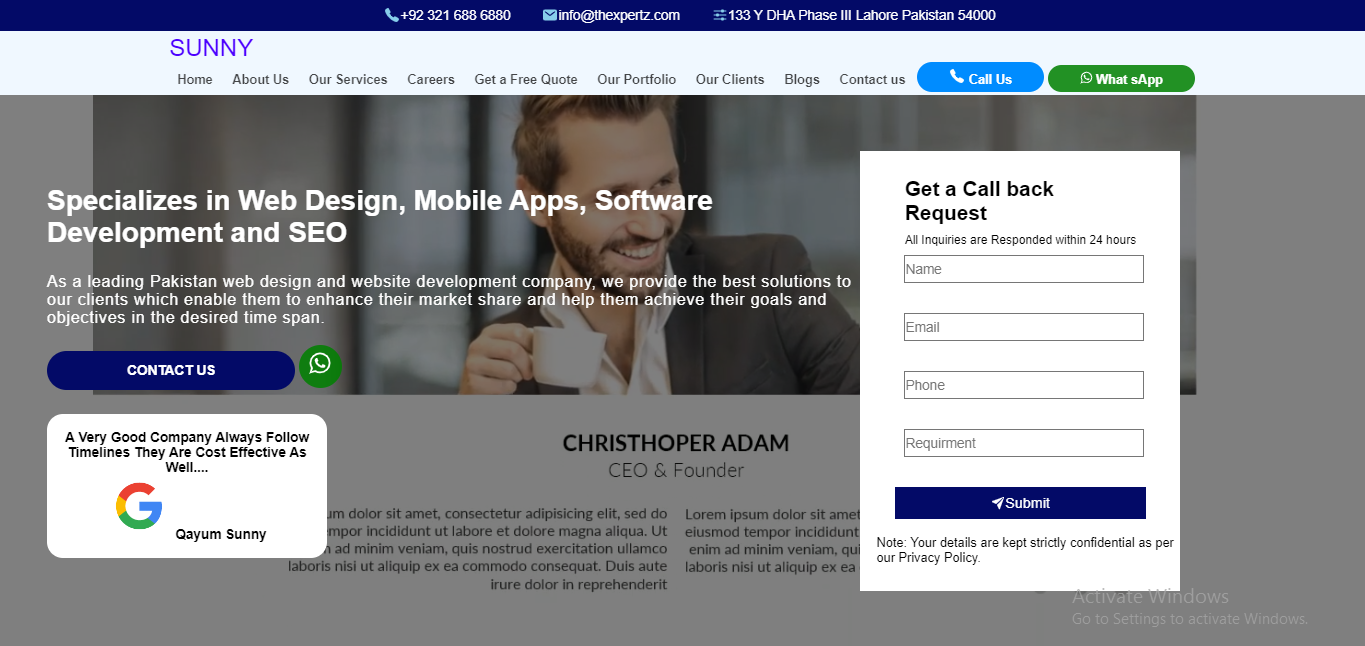 +92 321 688 6880 info@thexpertz.com 133 Y DHA Phase III Lahore Pakistan 54000
SUNNY
Home About Us Our Services Careers Get a Free Quote Our Portfolio Our Clients Blogs Contact us Call Us What sApp
Specializes in Web Design, Mobile Apps, Software
Development and SEO
As a leading Pakistan web design and website development company, we provide the best solutions to
our clients which enable them to enhance their market share and help them achieve their goals and
objectives in the desired time span.
CONTACT US
A Very Good Company Always Follow
Timelines They Are Cost Effective As
Well....
Qayum Sunny
CHRISTHOPER ADAM
CEO & Founder
um dolor sit amet, consectetur adipisicing elit, sed do
empor incididunt ut labore et dolore magna aliqua. Ut
ad minim veniam, quis nostrud exercitation ullamco
laboris nisi ut aliquip ex ea commodo consequat. Duis aute
irure dolor in reprehenderit
Lorem ipsum dolor sit amet
eiusmod tempor incididunt
enim ad minim veniam, qui
laboris nisi ut aliquip ex ea
Get a Call back
Request
All Inquiries are Responded within 24 hours
Name
Email
Phone
Requirment
Submit
Note: Your details are kept strictly confidential as per
our Privacy Policy.
Activate Windows
Go to Settings to activate Windows.